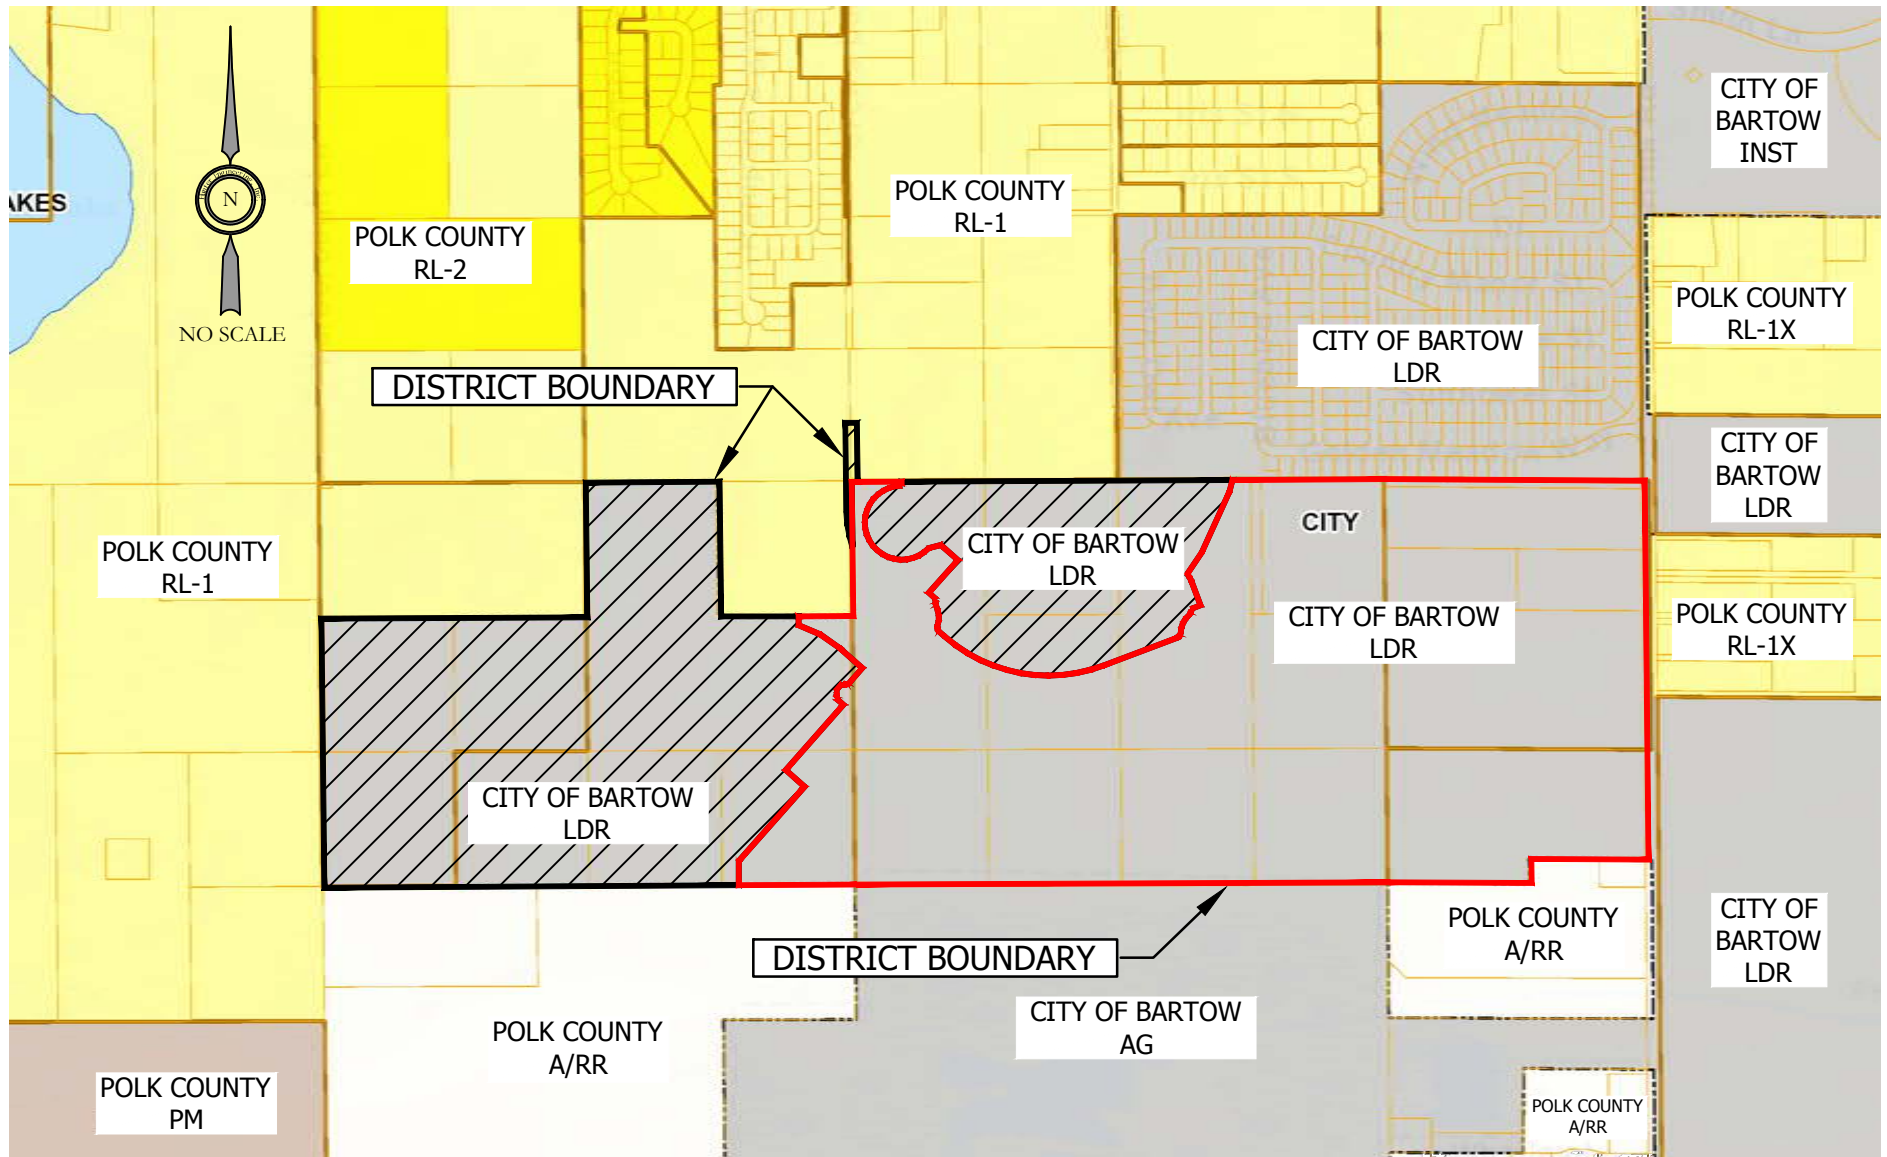 CITY OF
BARTOW
INST
AKES
N
NO SCALE
POLK COUNTY
RL-2
POLK COUNTY
RL-1
POLK COUNTY
RL-1X
CITY OF BARTOW
LDR
DISTRICT BOUNDARY
CITY OF
BARTOW
LDR
CITY
POLK COUNTY
RL-1
CITY OF BARTOW
LDR
CITY OF BARTOW
LDR
POLK COUNTY
RL-1X
CITY OF BARTOW
LDR
POLK COUNTY
A/RR
CITY OF
BARTOW
LDR
DISTRICT BOUNDARY
CITY OF BARTOW
AG
POLK COUNTY
A/RR
POLK COUNTY
PM
POLK COUNTY
A/RR